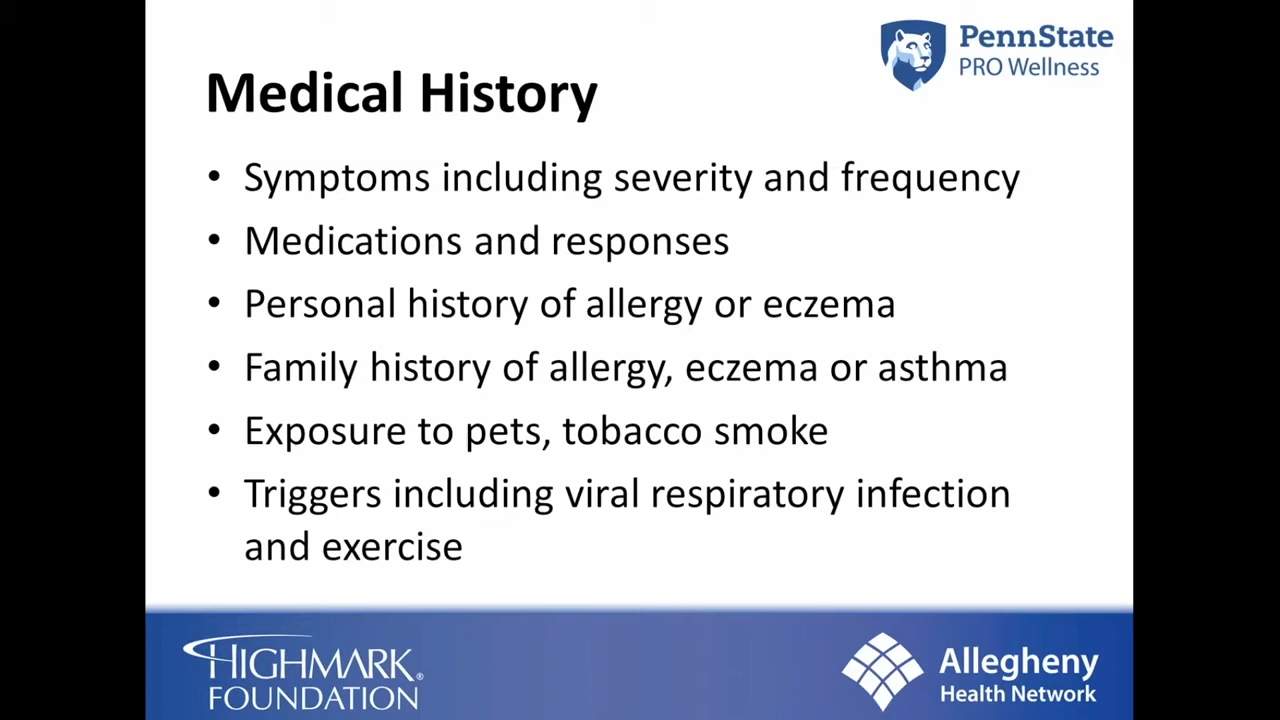 PennState
PRO Wellness
Medical History
• Symptoms including severity and frequency
• Medications and responses
• Personal history of allergy or eczema
• Family history of allergy, eczema or asthma
• Exposure to pets, tobacco smoke
• Triggers including viral respiratory infection
and exercise
HIGHMARK®
FOUNDATION
Allegheny
Health Network